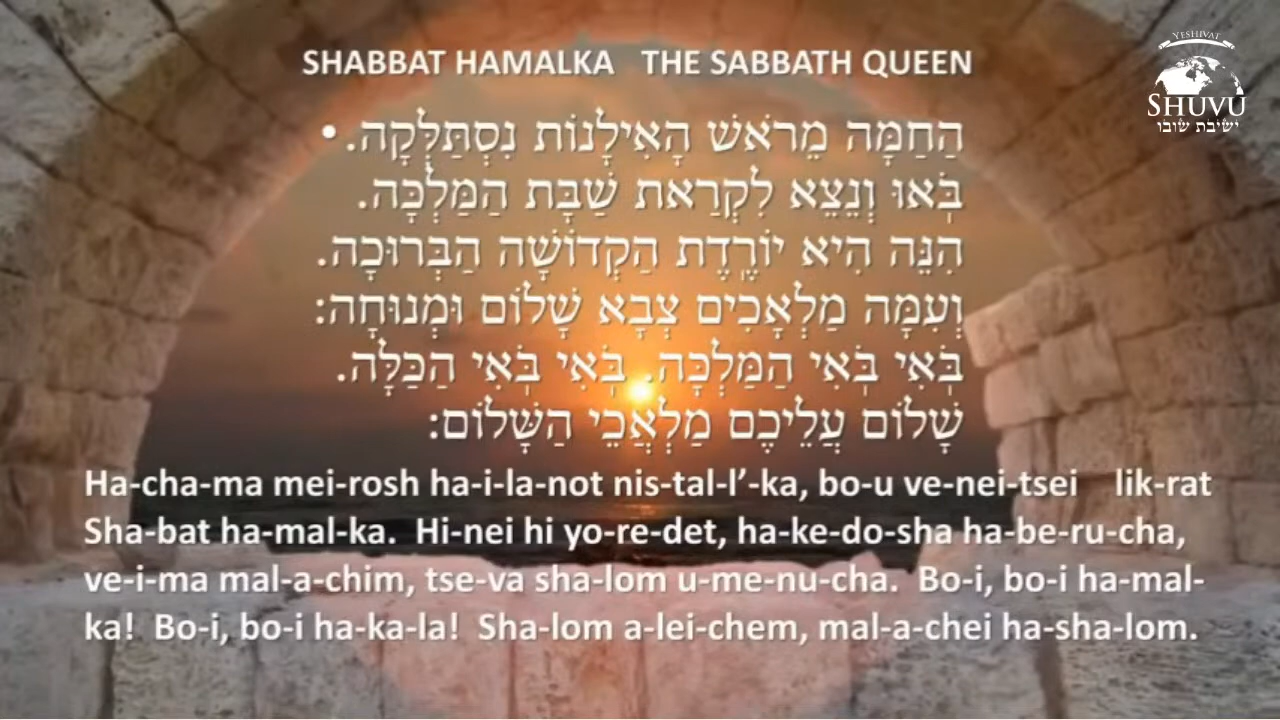 SHABBAT HAMALKA THE SABBATH QUEEN
YESHIVAT
SHUVU
ישיבת שובו
הַחַמָּה מֵרֹאשׁ הָאִילָנוֹת נִסְתַּלְּקָה. •
בֹּאוּ וְנֵצֵא לִקְרַאת שַׁבָּת הַמַּלְכָּה.
הִנֵּה הִיא יוֹרֶדֶת הַקְּדוֹשָׁה הַבְּרוּכָה.
וְעִמָּהּ מַלְאָכִים צְבָא שָׁלוֹם וּמְנוּחָה:
בֹּאִי בֹּאִי הַמַּלְכָּה. בֹּאִי בֹּאִי הַכַּלָּה.
שָׁלוֹם עֲלֵיכֶם מַלְאֲכֵי הַשָּׁלוֹם:
Ha-cha-ma mei-rosh ha-i-la-not nis-tal-l’-ka, bo-u ve-nei-tsei lik-rat
Sha-bat ha-mal-ka. Hi-nei hi yo-re-det, ha-ke-do-sha ha-be-ru-cha,
ve-i-ma mal-a-chim, tse-va sha-lom u-me-nu-cha. Bo-i, bo-i ha-mal-
ka! Bo-i, bo-i ha-ka-la! Sha-lom a-lei-chem, mal-a-chei ha-sha-lom.